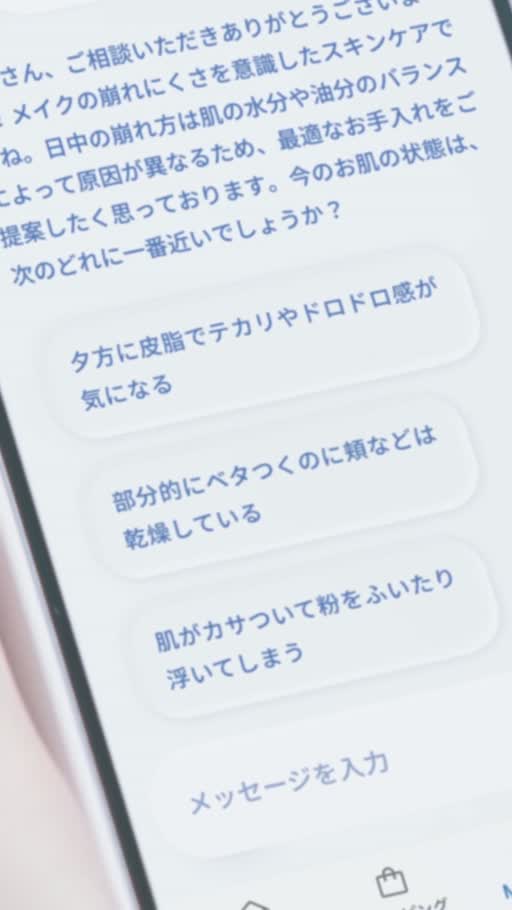 さん、ご相談いただきありがとうございま
メイクの崩れにくさを意識したスキンケアで
ね。日中の崩れ方は肌の水分や油分のバランス
によって原因が異なるため、最適なお手入れをご
提案したく思っております。今のお肌の状態は、
次のどれに一番近いでしょうか？
夕方に皮脂でテカリやドロドロ感が
気になる
部分的にベタつくのに頬などは
乾燥している
肌がカサついて粉をふいたり
浮いてしまう
メッセージを入力